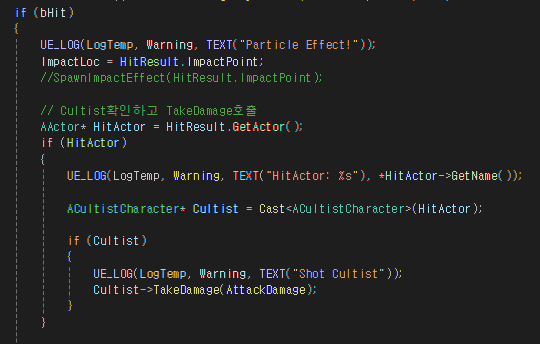 if (bHit)
{
UE_LOG(LogTemp, Warning, TEXT("Particle Effect!"));
ImpactLoc = HitResult.ImpactPoint;
//SpawnImpactEffect(HitResult.ImpactPoint);
// Cultist확인하고 TakeDamage호출
AActor* HitActor = HitResult.GetActor();
if (HitActor)
{
UE_LOG(LogTemp, Warning, TEXT("HitActor: %s"), *HitActor->GetName());
ACultistCharacter* Cultist = Cast<ACultistCharacter>(HitActor);
if (Cultist)
{
UE_LOG(LogTemp, Warning, TEXT("Shot Cultist"));
Cultist->TakeDamage(AttackDamage);
}
}